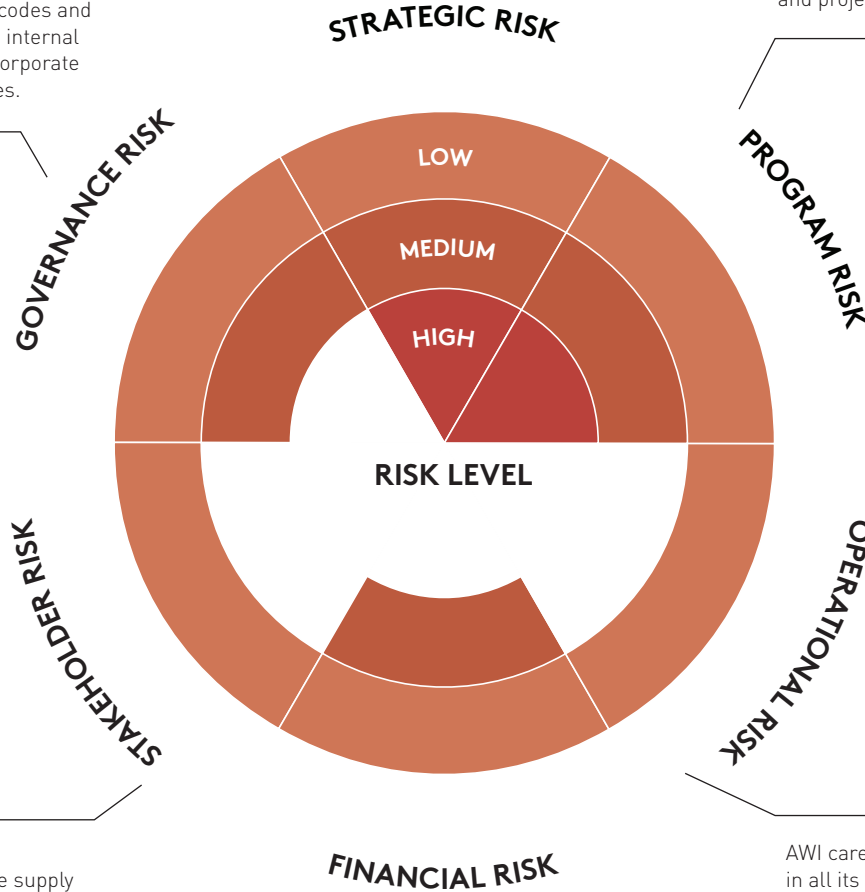 codes and
internal
orporate
es.
and proje
STRATEGIC RISK
GOVERNANCE RISK
PROGRAM RISK
LOW
MEDIUM
HIGH
RISK LEVEL
STAKEHOLDER RISK
OPERATIONAL RISK
FINANCIAL RISK
e supply
AWI care
in all its